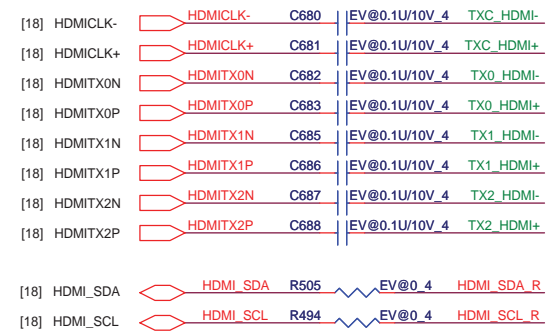 [18] HDMICLK- HDMICLK- C680 EV@0.1U/10V_4 TXC_HDMI-
[18] HDMICLK+ HDMICLK+ C681 EV@0.1U/10V_4 TXC_HDMI+
[18] HDMITX0N HDMITX0N C682 EV@0.1U/10V_4 TX0_HDMI-
[18] HDMITX0P HDMITX0P C683 EV@0.1U/10V_4 TX0_HDMI+
[18] HDMITX1N HDMITX1N C685 EV@0.1U/10V_4 TX1_HDMI-
[18] HDMITX1P HDMITX1P C686 EV@0.1U/10V_4 TX1_HDMI+
[18] HDMITX2N HDMITX2N C687 EV@0.1U/10V_4 TX2_HDMI-
[18] HDMITX2P HDMITX2P C688 EV@0.1U/10V_4 TX2_HDMI+
[18] HDMI_SDA HDMI_SDA R505 EV@0_4 HDMI_SDA_R
[18] HDMI_SCL HDMI_SCL R494 EV@0_4 HDMI_SCL_R